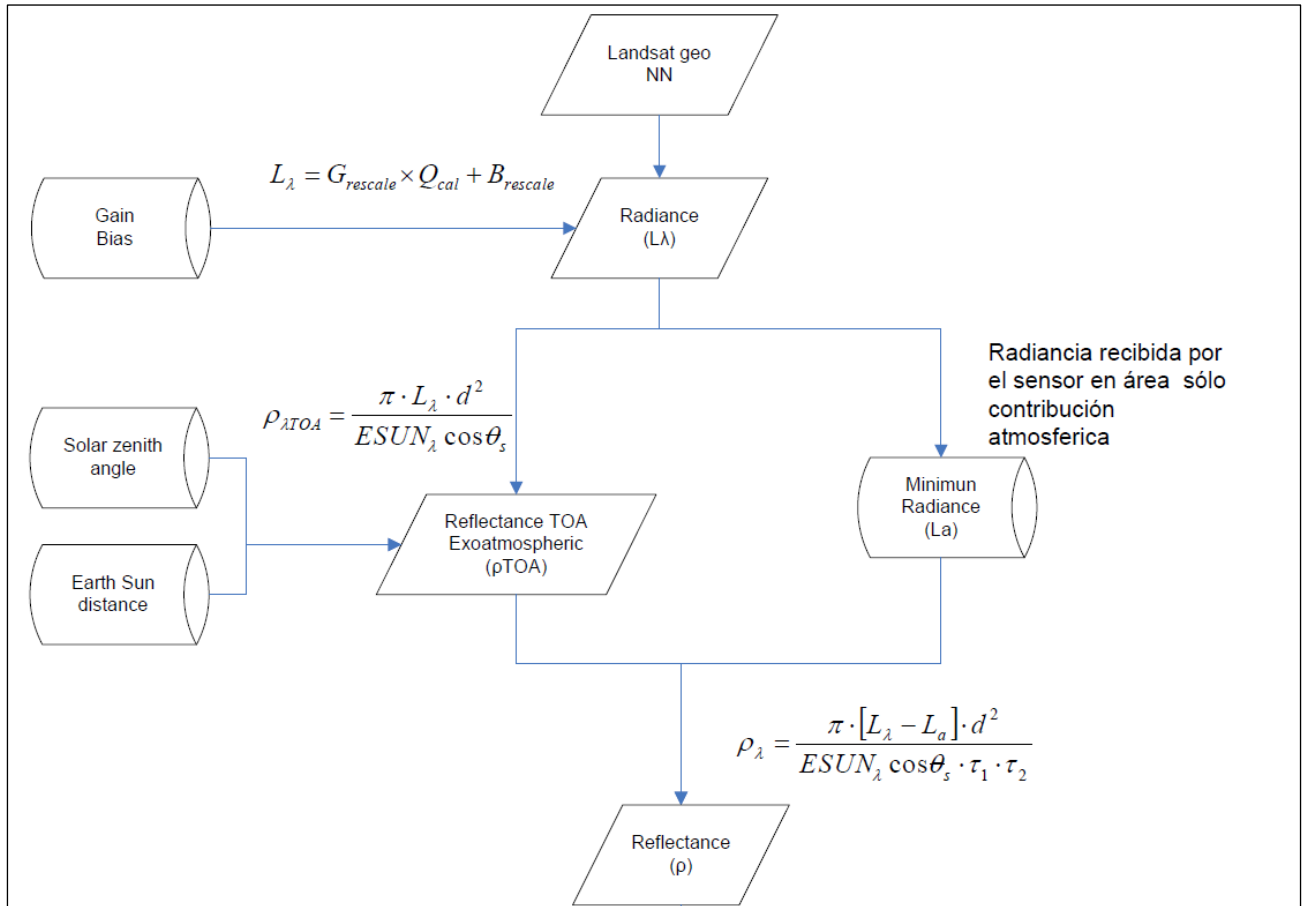 Landsat geo
NN
L_λ = G_rescale × Q_cal + B_rescale
Gain
Bias
Radiance
(Lλ)
Radiancia recibida por
el sensor en área sólo
contribución
atmosferica
ρ_λTOA = π · L_λ · d² / ESUN_λ cosθ_s
Solar zenith
angle
Minimun
Radiance
(La)
Reflectance TOA
Exoatmospheric
(ρTOA)
Earth Sun
distance
ρ_λ = π · [L_λ − L_a] · d² / ESUN_λ cosθ_s · τ₁ · τ₂
Reflectance
(ρ)